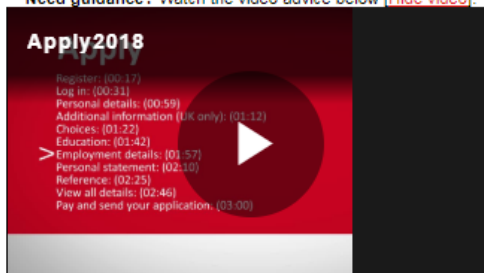 Need guidance? Watch the video advice below [Hide video].
Apply2018
Apply
Register: (00:17)
Log in: (00:31)
Personal details: (00:59)
Additional information (UK only): (01:12)
Choices: (01:22)
Education: (01:42)
>Employment details: (01:57)
Personal statement: (02:10)
Reference: (02:25)
View all details: (02:46)
Pay and send your application: (03:00)